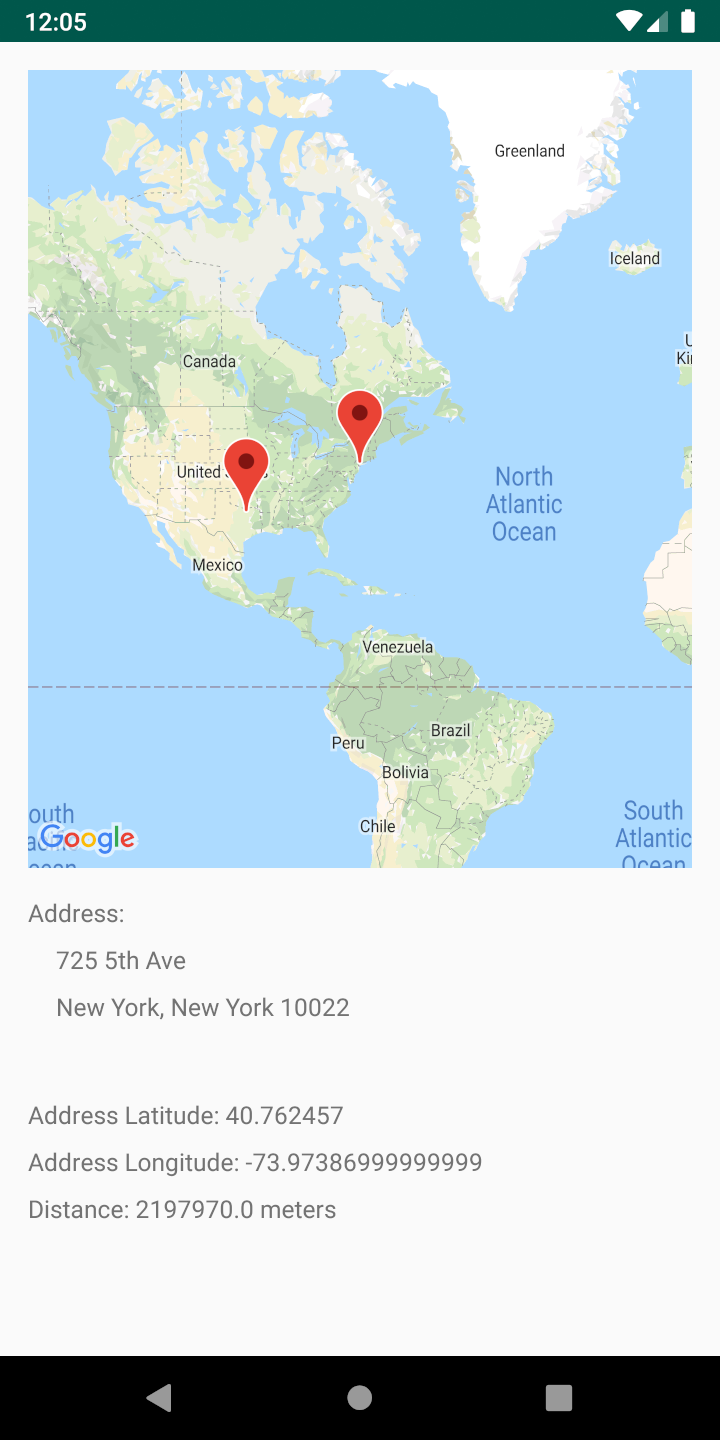 12:05
Greenland
Iceland
U
Ki
Canada
United
North
Atlantic
Ocean
Mexico
Venezuela
Brazil
Peru
Bolivia
Chile
outh
South
Atlantic
Ocean
Google
Address:
725 5th Ave
New York, New York 10022
Address Latitude: 40.762457
Address Longitude: -73.97386999999999
Distance: 2197970.0 meters